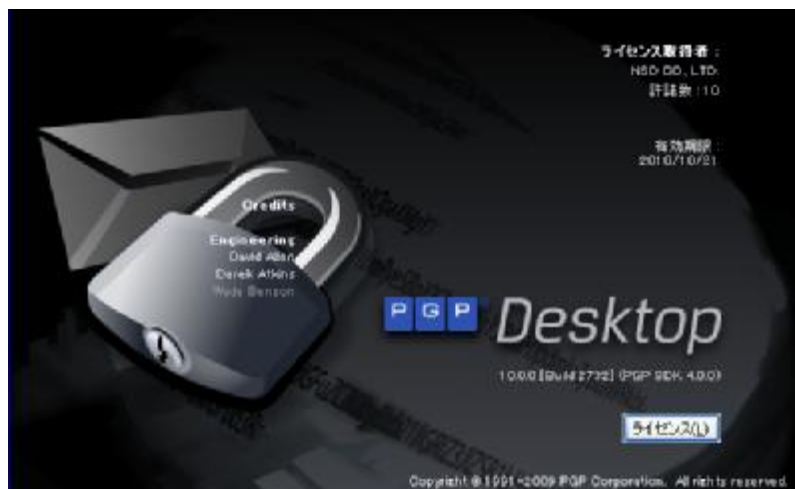 ライセンス取得者 :
NSD CO., LTD.
許諾数 :10
有効期限 :
2010/10/21
Credits
Engineering
David Allen
Derek Atkins
Wade Benson
PGP Desktop
10.0.0 [Build 2732] (PGP SDK 4.0.0)
ライセンス(L)
Copyright © 1991-2009 PGP Corporation. All rights reserved.